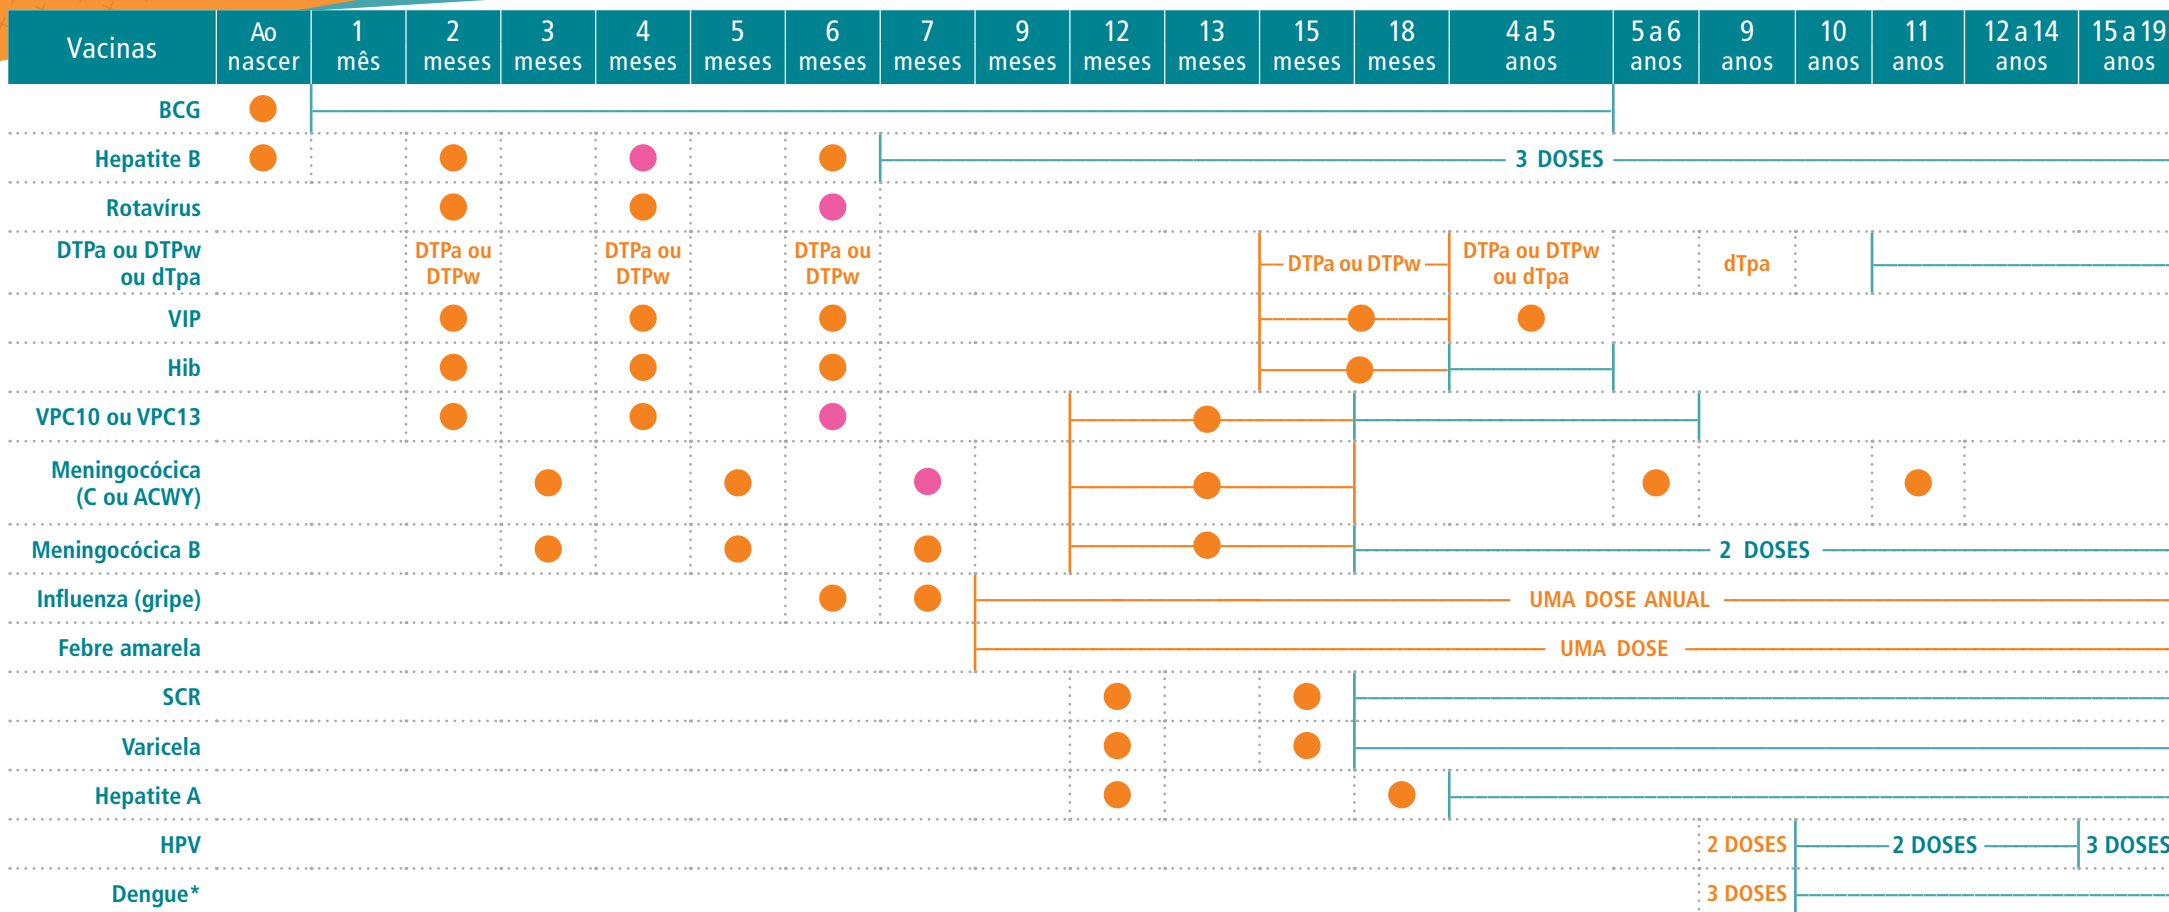 Vacinas
Ao nascer
1 mês
2 meses
3 meses
4 meses
5 meses
6 meses
7 meses
9 meses
12 meses
13 meses
15 meses
18 meses
4 a 5 anos
5 a 6 anos
9 anos
10 anos
11 anos
12 a 14 anos
15 a 19 anos
BCG
Hepatite B
3 DOSES
Rotavírus
DTPa ou DTPw
ou dTpa
DTPa ou
DTPw
DTPa ou
DTPw
DTPa ou
DTPw
DTPa ou DTPw
DTPa ou DTPw
ou dTpa
dTpa
VIP
Hib
VPC10 ou VPC13
Meningocócica
(C ou ACWY)
Meningocócica B
2 DOSES
Influenza (gripe)
UMA DOSE ANUAL
Febre amarela
UMA DOSE
SCR
Varicela
Hepatite A
HPV
2 DOSES
2 DOSES
3 DOSES
Dengue*
3 DOSES